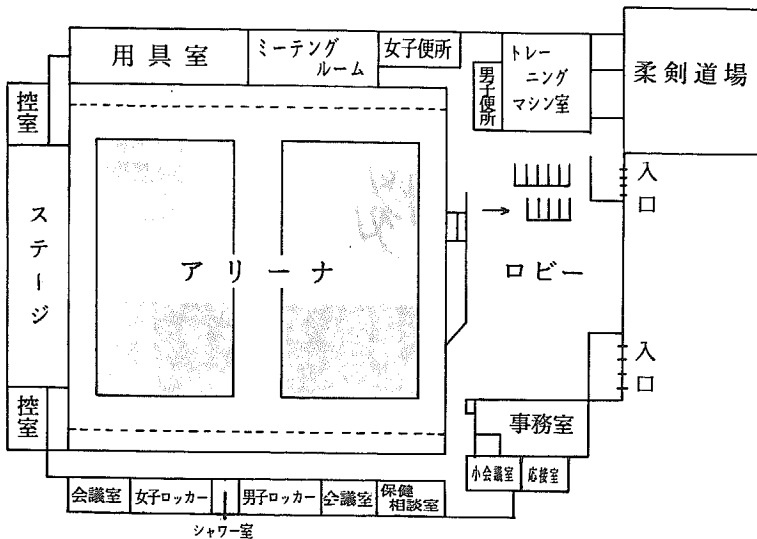 用具室
ミーテング
ルーム
女子便所
トレー
ニング
マシン室
男子便所
柔剣道場
控室
ステージ
控室
アリーナ
ロビー
入口
入口
事務室
小会議室
応接室
会議室
女子ロッカー
シャワー室
男子ロッカー
会議室
保健
相談室